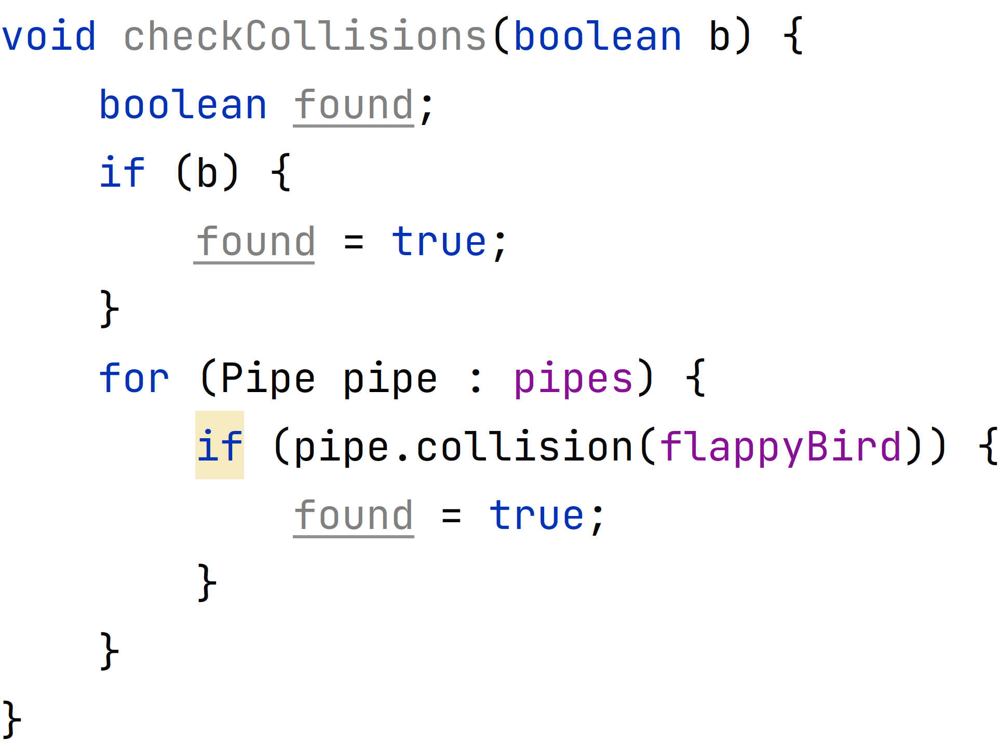 void checkCollisions(boolean b) {
    boolean found;
    if (b) {
        found = true;
    }
    for (Pipe pipe : pipes) {
        if (pipe.collision(flappyBird)) {
            found = true;
        }
    }
}